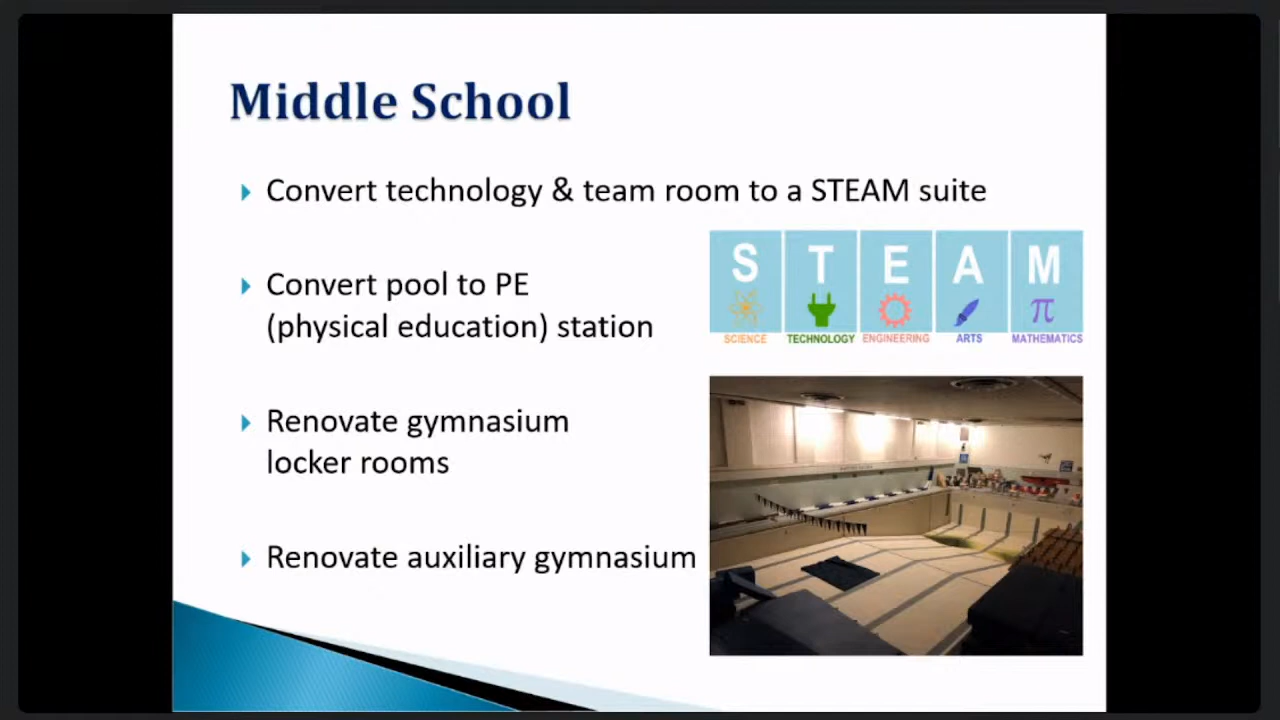 Middle School
Convert technology & team room to a STEAM suite
Convert pool to PE
(physical education) station
Renovate gymnasium
locker rooms
Renovate auxiliary gymnasium
S T E A M
π
SCIENCE TECHNOLOGY ENGINEERING ARTS MATHEMATICS